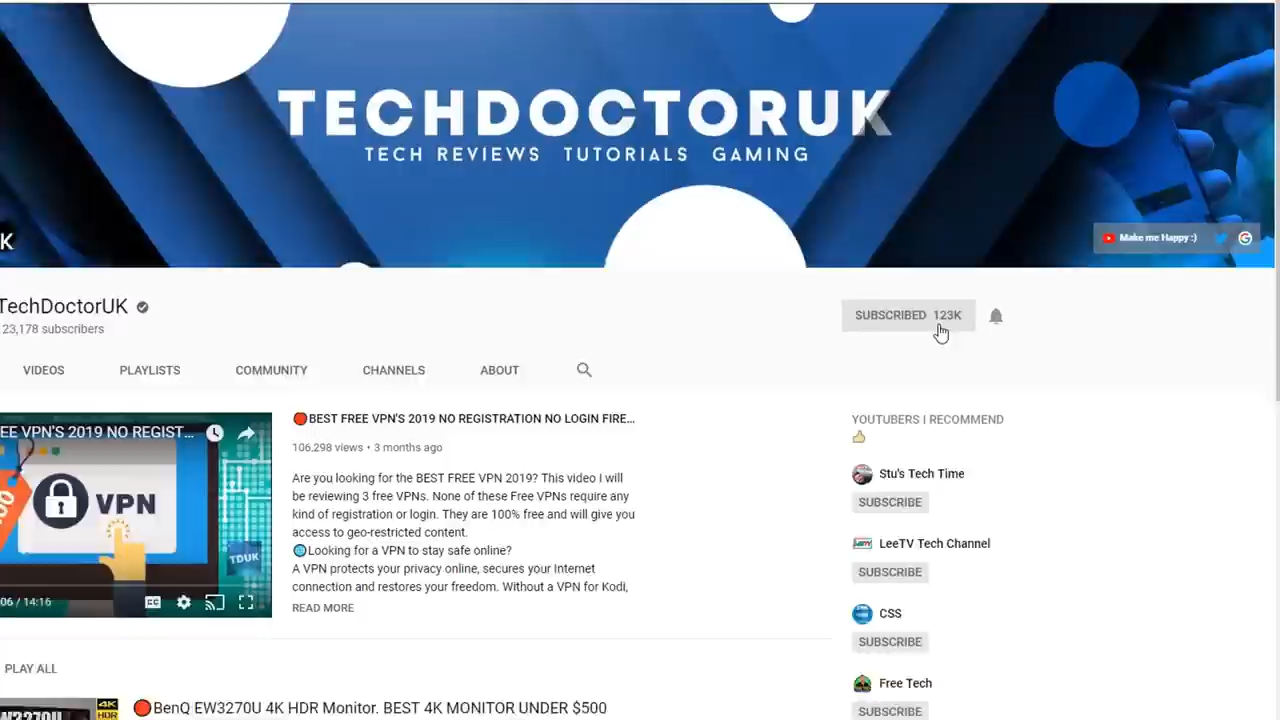 TECHDOCTORUK
TECH REVIEWS TUTORIALS GAMING
K
Make me Happy :)
TechDoctorUK
23,178 subscribers
SUBSCRIBED 123K
VIDEOS PLAYLISTS COMMUNITY CHANNELS ABOUT
EE VPN'S 2019 NO REGIST...
VPN
TDUK
06 / 14:16
CC
🔴BEST FREE VPN'S 2019 NO REGISTRATION NO LOGIN FIRE...
106,298 views • 3 months ago
Are you looking for the BEST FREE VPN 2019? This video I will
be reviewing 3 free VPNs. None of these Free VPNs require any
kind of registration or login. They are 100% free and will give you
access to geo-restricted content.
🌐Looking for a VPN to stay safe online?
A VPN protects your privacy online, secures your Internet
connection and restores your freedom. Without a VPN for Kodi,
READ MORE
YOUTUBERS I RECOMMEND
👍
Stu's Tech Time
SUBSCRIBE
LeeTV Tech Channel
SUBSCRIBE
CSS
SUBSCRIBE
Free Tech
SUBSCRIBE
PLAY ALL
W3270U
4K
HDR
🔴BenQ EW3270U 4K HDR Monitor. BEST 4K MONITOR UNDER $500